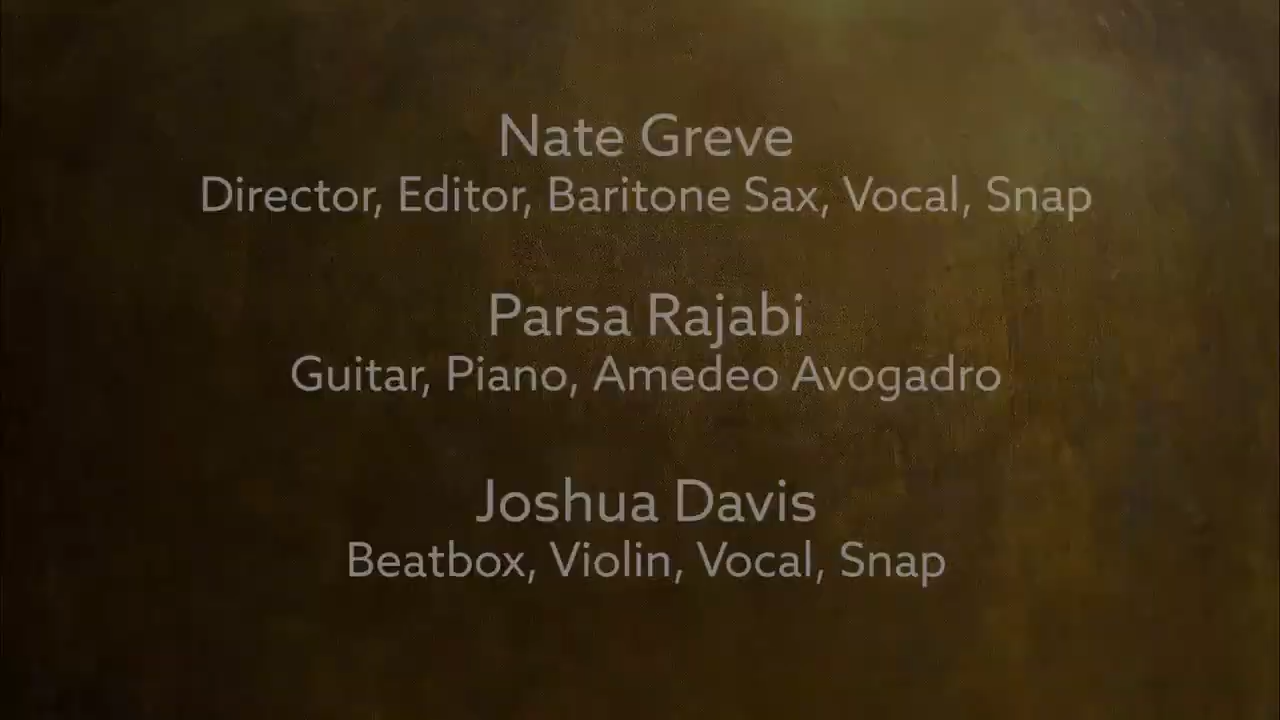 Nate Greve
Director, Editor, Baritone Sax, Vocal, Snap
Parsa Rajabi
Guitar, Piano, Amedeo Avogadro
Joshua Davis
Beatbox, Violin, Vocal, Snap